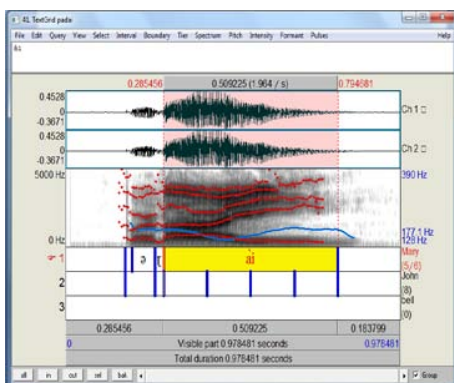 41. TextGrid pada
File Edit Query View Select Interval Boundary Tier Spectrum Pitch Intensity Formant Pulses Help
0.285456 0.509225 (1.964 / s) 0.794681
0.4528
0
-0.3671
Ch 1
0.4528
0
-0.3671
Ch 2
5000 Hz 390 Hz
177.1 Hz
0 Hz 128 Hz
1 ə ai Mary
(5/6)
2 John
(8)
3 bell
(0)
0.285456 0.509225 0.183799
0 Visible part 0.978481 seconds 0.978481
Total duration 0.978481 seconds
all in out sel bak Group